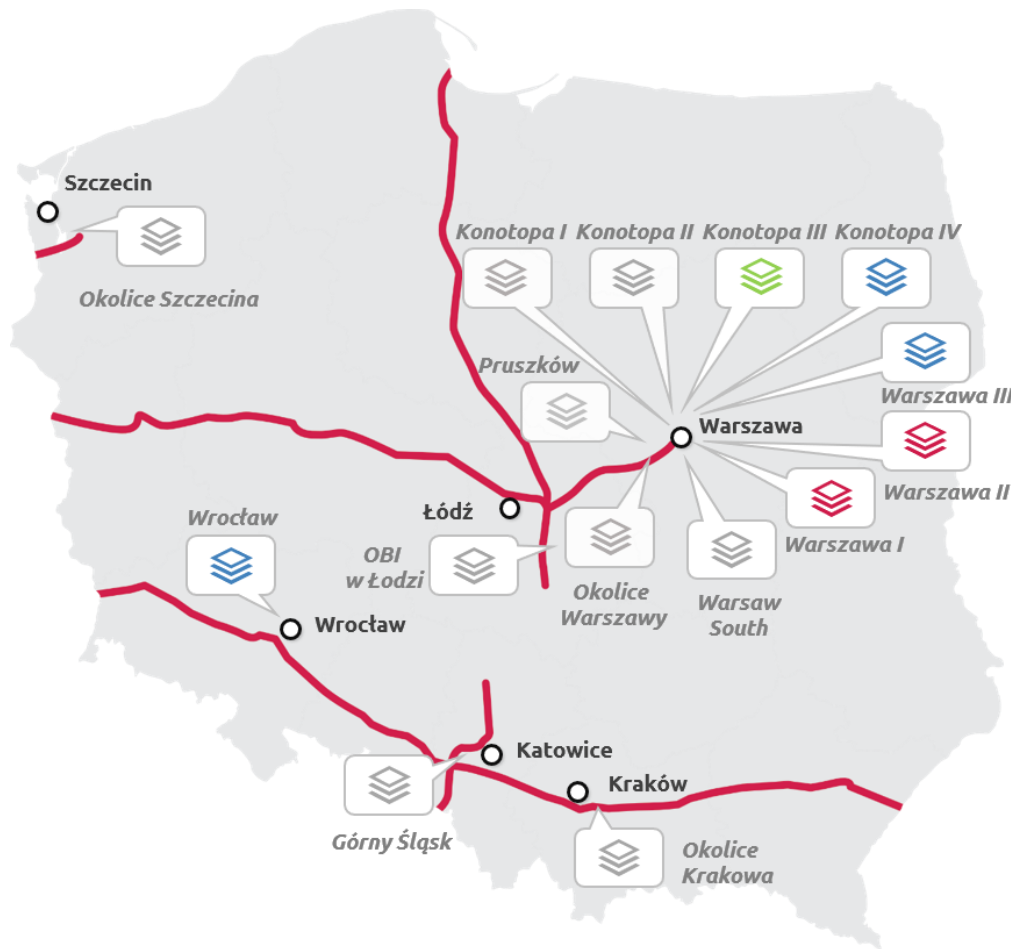 Szczecin
Okolice Szczecina
Konotopa I
Konotopa II
Konotopa III
Konotopa IV
Pruszków
Warszawa III
Warszawa
Warszawa II
Łódź
Wrocław
Warszawa I
OBI
w Łodzi
Okolice
Warszawy
Warsaw
South
Wrocław
Katowice
Kraków
Górny Śląsk
Okolice
Krakowa